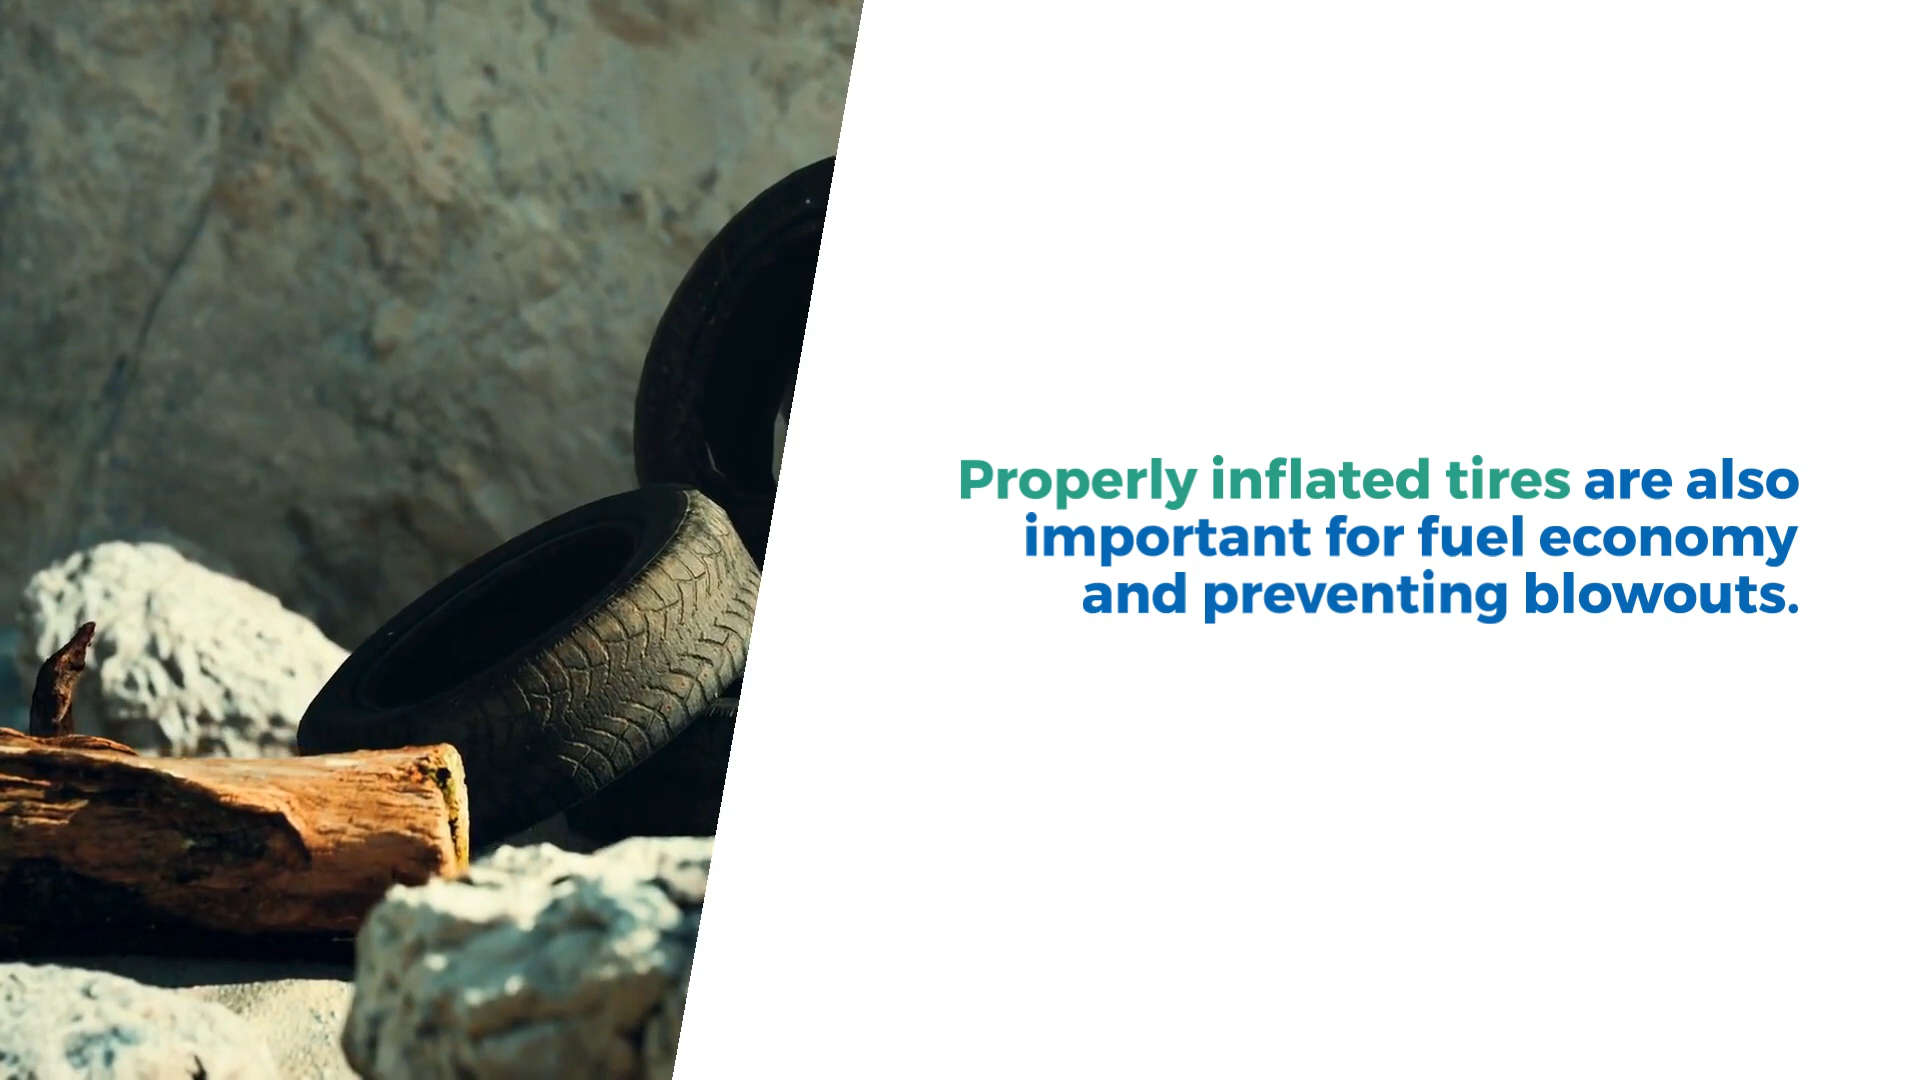 Properly inflated tires are also
important for fuel economy
and preventing blowouts.